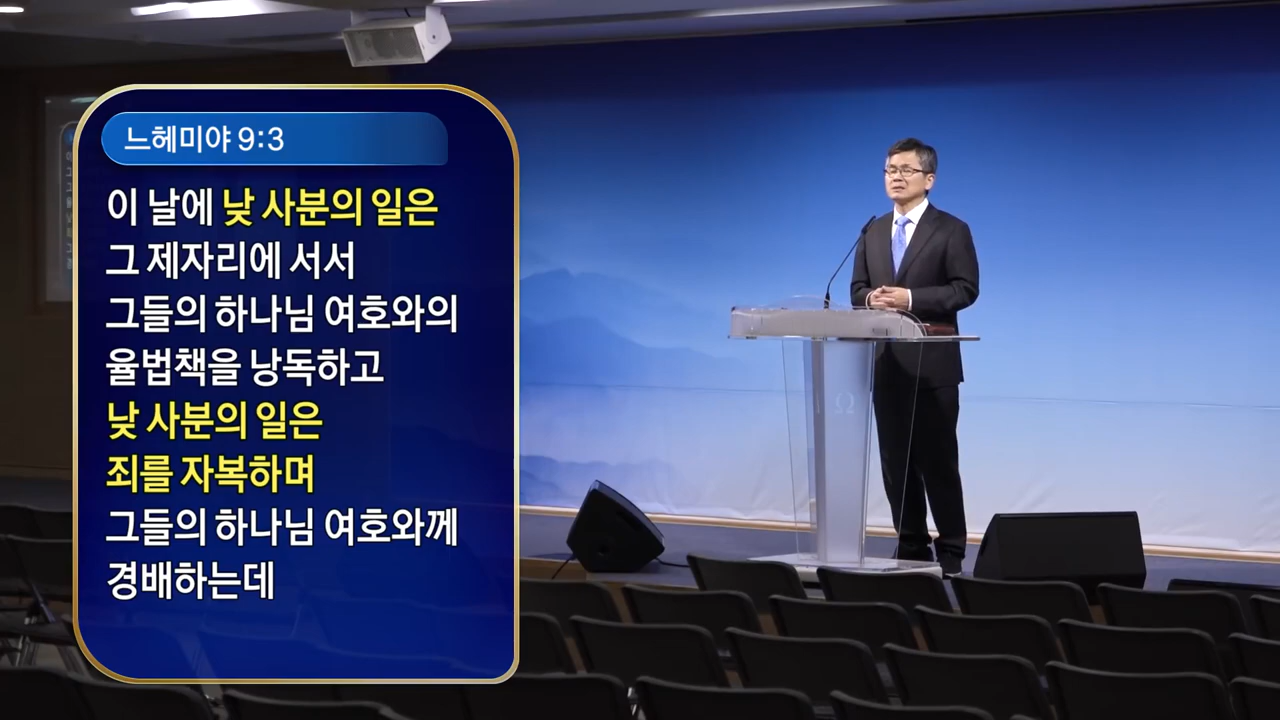 느헤미야 9:3
이 날에 낮 사분의 일은
그 제자리에 서서
그들의 하나님 여호와의
율법책을 낭독하고
낮 사분의 일은
죄를 자복하며
그들의 하나님 여호와께
경배하는데
Ω